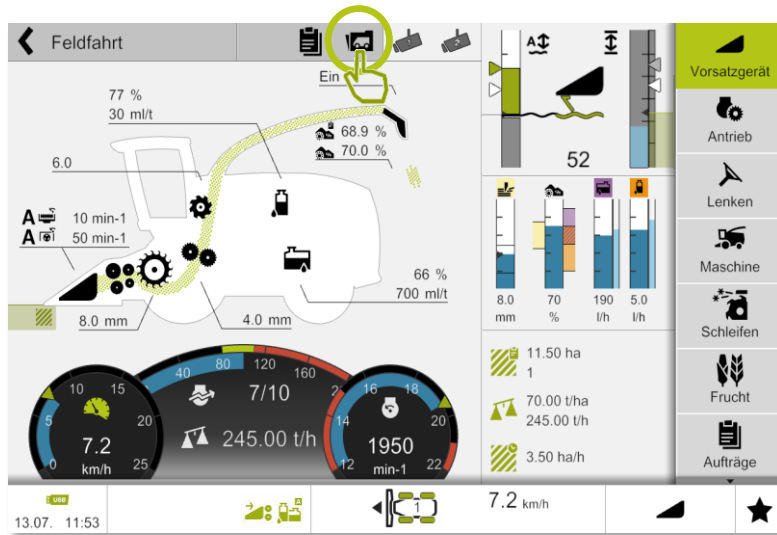 Feldfahrt
1
2
Vorsatzgerät
Antrieb
Lenken
Maschine
Schleifen
Frucht
Aufträge
Ein
77 %
30 ml/t
68.9 %
70.0 %
6.0
A 10 min-1
A 50 min-1
66 %
700 ml/t
8.0 mm
4.0 mm
A
52
8.0
mm
70
%
190
l/h
5.0
l/h
11.50 ha
1
70.00 t/ha
245.00 t/h
3.50 ha/h
0
5
10
15
20
25
7.2
km/h
40
80
120
160
7/10
245.00 t/h
12
14
16
18
20
22
1950
min-1
USB
13.07. 11:53
A
1
7.2 km/h